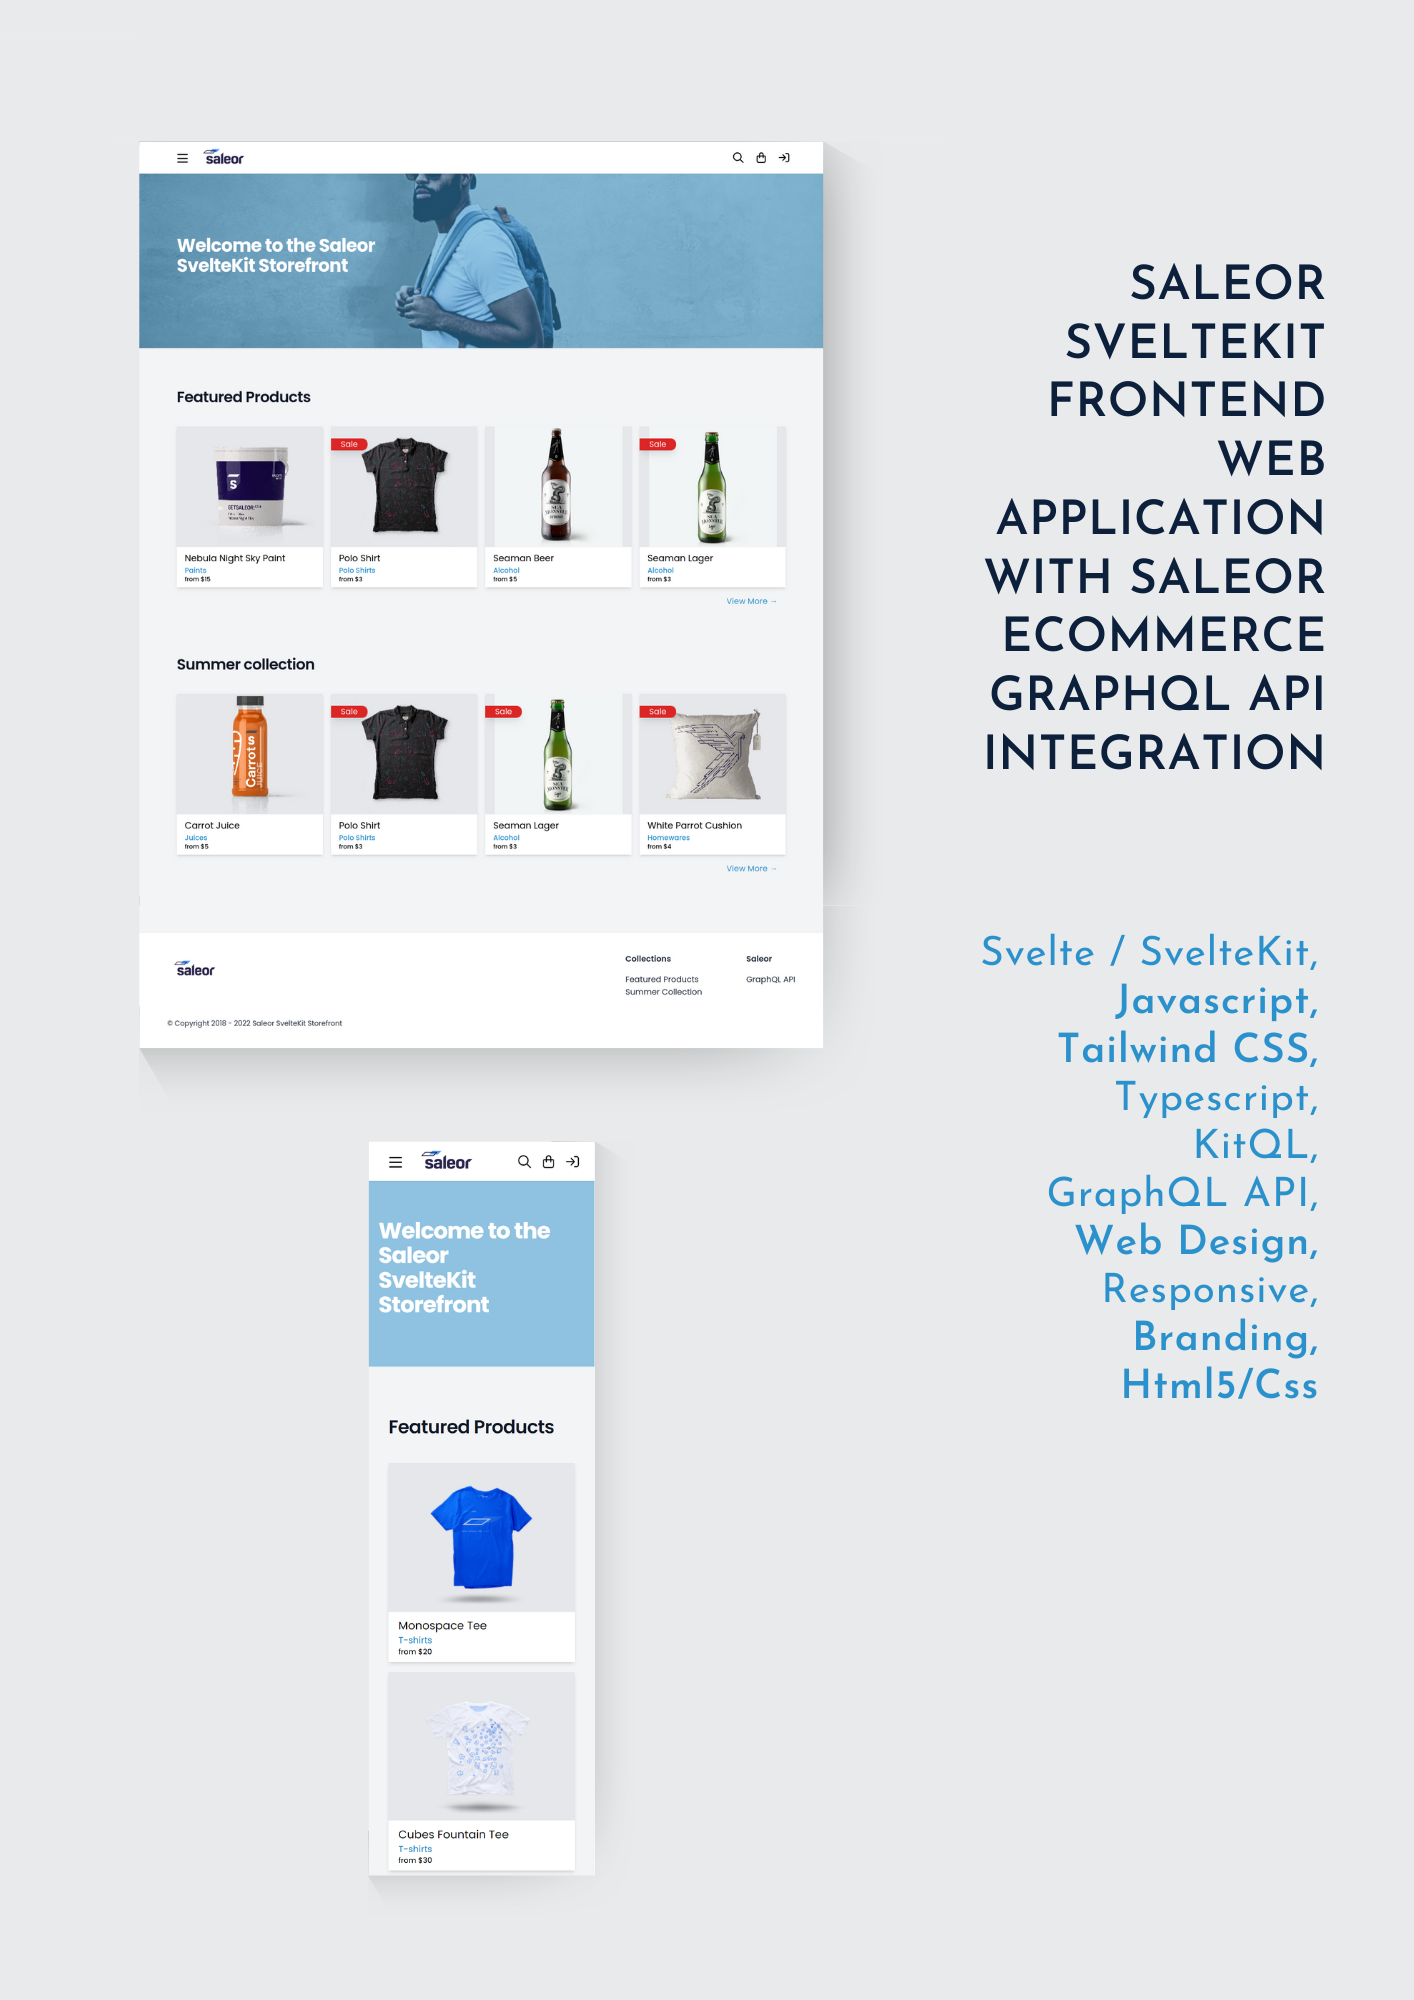 saleor
Welcome to the Saleor
SvelteKit Storefront
Featured Products
Sale
Sale
Nebula Night Sky Paint
Paints
from $15
Polo Shirt
Polo Shirts
from $3
Seaman Beer
Alcohol
from $5
Seaman Lager
Alcohol
from $3
View More →
Summer collection
Carrots
JUICE
Sale
Sale
Sale
Carrot Juice
Juices
from $5
Polo Shirt
Polo Shirts
from $3
Seaman Lager
Alcohol
from $3
White Parrot Cushion
Homewares
from $4
View More →
saleor
Collections
Featured Products
Summer Collection
Saleor
GraphQL API
© Copyright 2018 - 2022 Saleor SvelteKit Storefront
SALEOR
SVELTEKIT
FRONTEND
WEB
APPLICATION
WITH SALEOR
ECOMMERCE
GRAPHQL API
INTEGRATION
Svelte / SvelteKit,
Javascript,
Tailwind CSS,
Typescript,
KitQL,
GraphQL API,
Web Design,
Responsive,
Branding,
Html5/Css
saleor
Welcome to the
Saleor
SvelteKit
Storefront
Featured Products
Monospace Tee
T-shirts
from $20
Cubes Fountain Tee
T-shirts
from $30